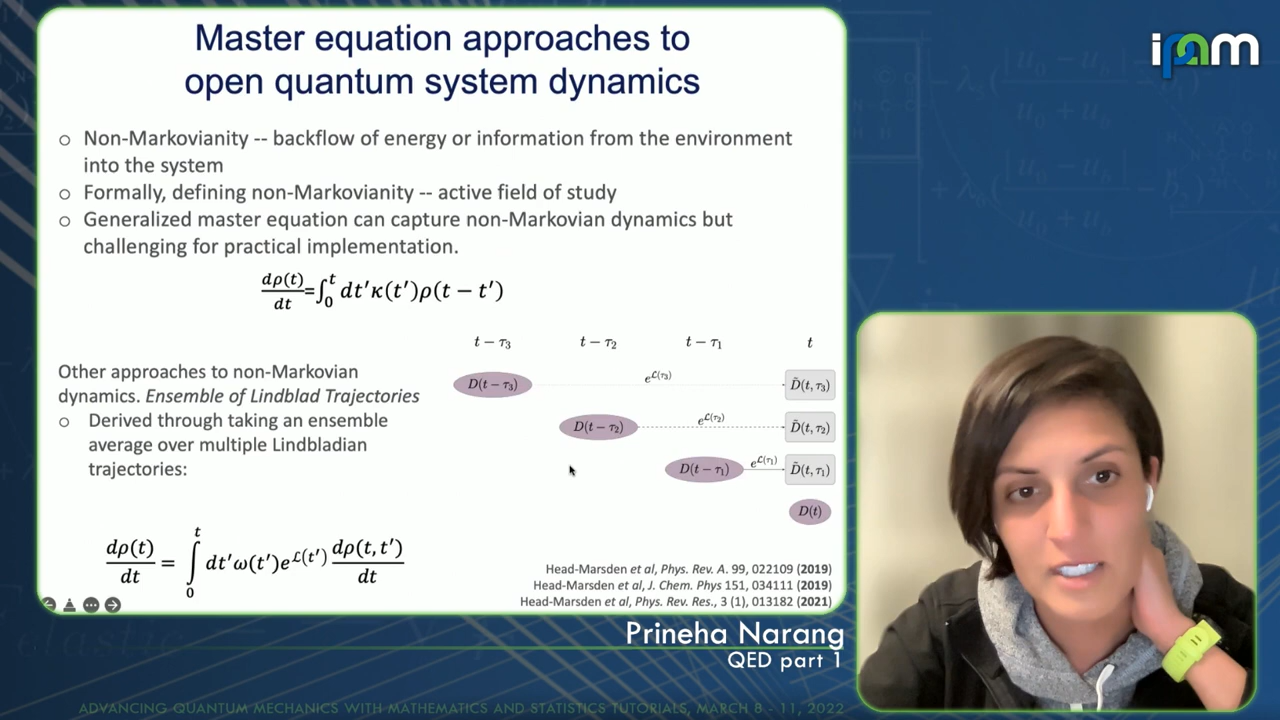 Master equation approaches to
open quantum system dynamics
ipam
○ Non-Markovianity -- backflow of energy or information from the environment
into the system
○ Formally, defining non-Markovianity -- active field of study
○ Generalized master equation can capture non-Markovian dynamics but
challenging for practical implementation.
dρ(t)/dt=∫₀ᵗ dt′κ(t′)ρ(t − t′)
t − τ₃ t − τ₂ t − τ₁ t
Other approaches to non-Markovian
dynamics. Ensemble of Lindblad Trajectories
○ Derived through taking an ensemble
average over multiple Lindbladian
trajectories:
D(t − τ₃) e^ℒ(τ₃) D̃(t, τ₃)
D(t − τ₂) e^ℒ(τ₂) D̃(t, τ₂)
D(t − τ₁) e^ℒ(τ₁) D̃(t, τ₁)
D(t)
dρ(t)/dt = ∫₀ᵗ dt′ω(t′)e^ℒ(t′) dρ(t, t′)/dt
Head-Marsden et al, Phys. Rev. A. 99, 022109 (2019)
Head-Marsden et al, J. Chem. Phys 151, 034111 (2019)
Head-Marsden et al, Phys. Rev. Res., 3 (1), 013182 (2021)
Prineha Narang
QED part 1
ADVANCING QUANTUM MECHANICS WITH MATHEMATICS AND STATISTICS TUTORIALS, MARCH 8 - 11, 2022